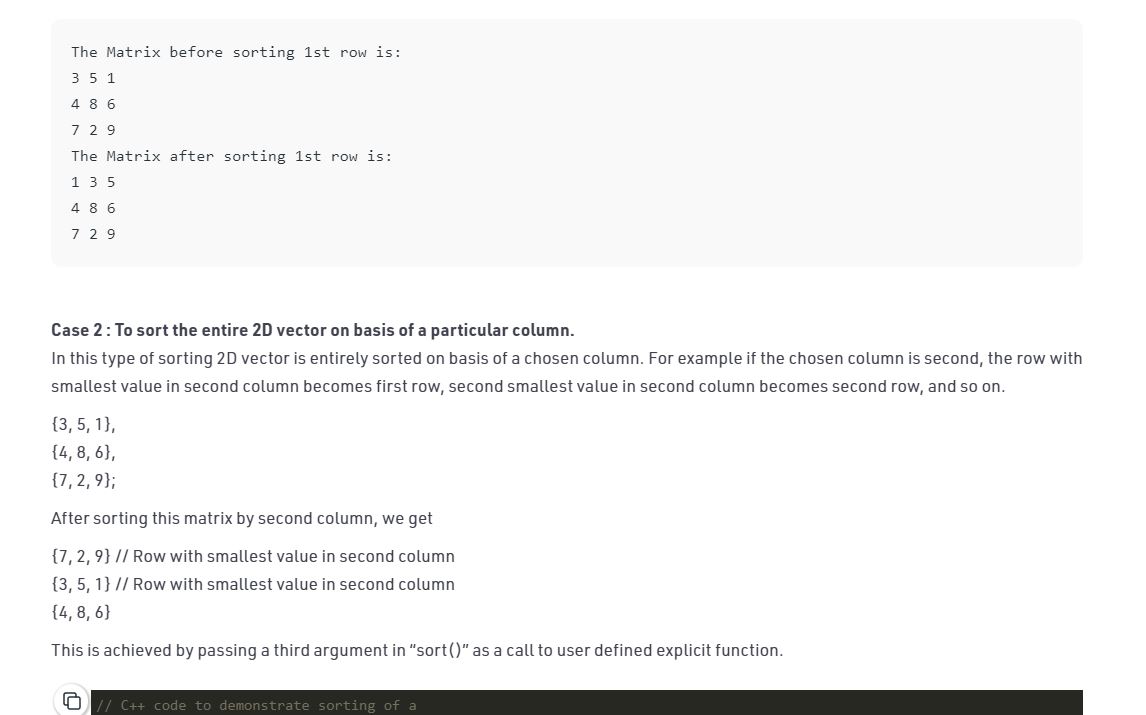 The Matrix before sorting 1st row is:
3 5 1
4 8 6
7 2 9
The Matrix after sorting 1st row is:
1 3 5
4 8 6
7 2 9
Case 2 : To sort the entire 2D vector on basis of a particular column.
In this type of sorting 2D vector is entirely sorted on basis of a chosen column. For example if the chosen column is second, the row with
smallest value in second column becomes first row, second smallest value in second column becomes second row, and so on.
{3, 5, 1},
{4, 8, 6},
{7, 2, 9};
After sorting this matrix by second column, we get
{7, 2, 9} // Row with smallest value in second column
{3, 5, 1} // Row with smallest value in second column
{4, 8, 6}
This is achieved by passing a third argument in “sort()” as a call to user defined explicit function.
// C++ code to demonstrate sorting of a